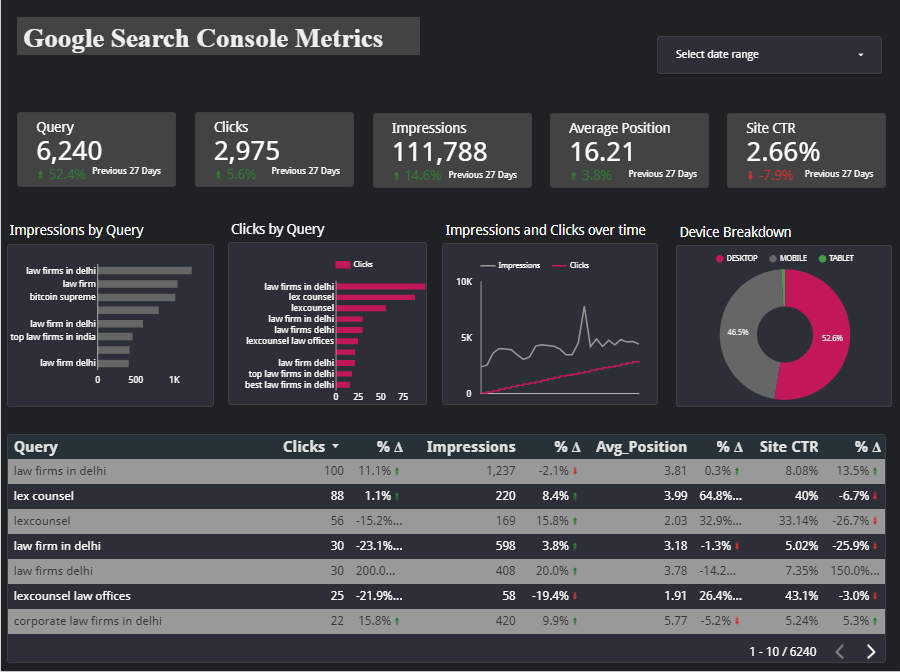 Google Search Console Metrics
Select date range
Query
6,240
52.4% Previous 27 Days
Clicks
2,975
5.6% Previous 27 Days
Impressions
111,788
14.6% Previous 27 Days
Average Position
16.21
3.8% Previous 27 Days
Site CTR
2.66%
-7.9% Previous 27 Days
Impressions by Query
law firms in delhi
law firm
bitcoin supreme
law firm in delhi
top law firms in india
law firm delhi
0 500 1K
Clicks by Query
Clicks
law firms in delhi
lex counsel
lexcounsel
law firm in delhi
law firms delhi
lexcounsel law offices
law firm delhi
top law firms in delhi
best law firms in delhi
0 25 50 75
Impressions and Clicks over time
Impressions Clicks
10K
5K
0
Device Breakdown
DESKTOP MOBILE TABLET
46.5%
52.6%
Query Clicks % Δ Impressions % Δ Avg_Position % Δ Site CTR % Δ
law firms in delhi 100 11.1% 1,237 -2.1% 3.81 0.3% 8.08% 13.5%
lex counsel 88 1.1% 220 8.4% 3.99 64.8%... 40% -6.7%
lexcounsel 56 -15.2%... 169 15.8% 2.03 32.9%... 33.14% -26.7%
law firm in delhi 30 -23.1%... 598 3.8% 3.18 -1.3% 5.02% -25.9%
law firms delhi 30 200.0... 408 20.0% 3.78 -14.2... 7.35% 150.0%...
lexcounsel law offices 25 -21.9%... 58 -19.4% 1.91 26.4%... 43.1% -3.0%
corporate law firms in delhi 22 15.8% 420 9.9% 5.77 -5.2% 5.24% 5.3%
1 - 10 / 6240